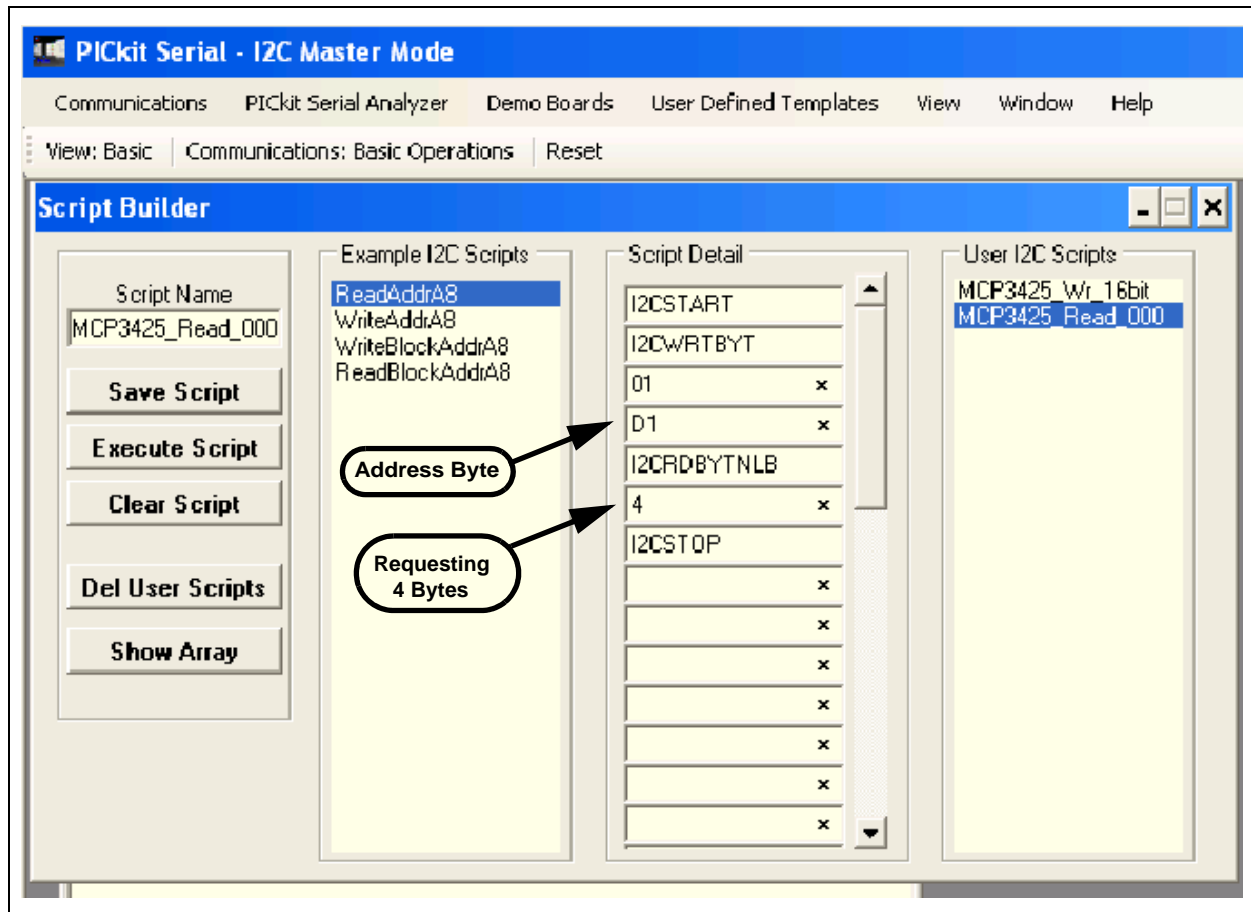 PICkit Serial - I2C Master Mode
Communications PICkit Serial Analyzer Demo Boards User Defined Templates View Window Help
View: Basic Communications: Basic Operations Reset
Script Builder
Script Name
MCP3425_Read_000
Save Script
Execute Script
Clear Script
Del User Scripts
Show Array
Example I2C Scripts
ReadAddrA8
WriteAddrA8
WriteBlockAddrA8
ReadBlockAddrA8
Address Byte
Requesting
4 Bytes
Script Detail
I2CSTART
I2CWRTBYT
01 x
D1 x
I2CRDBYTNLB
4 x
I2CSTOP
x
x
x
x
x
x
x
User I2C Scripts
MCP3425_Wr_16bit
MCP3425_Read_000